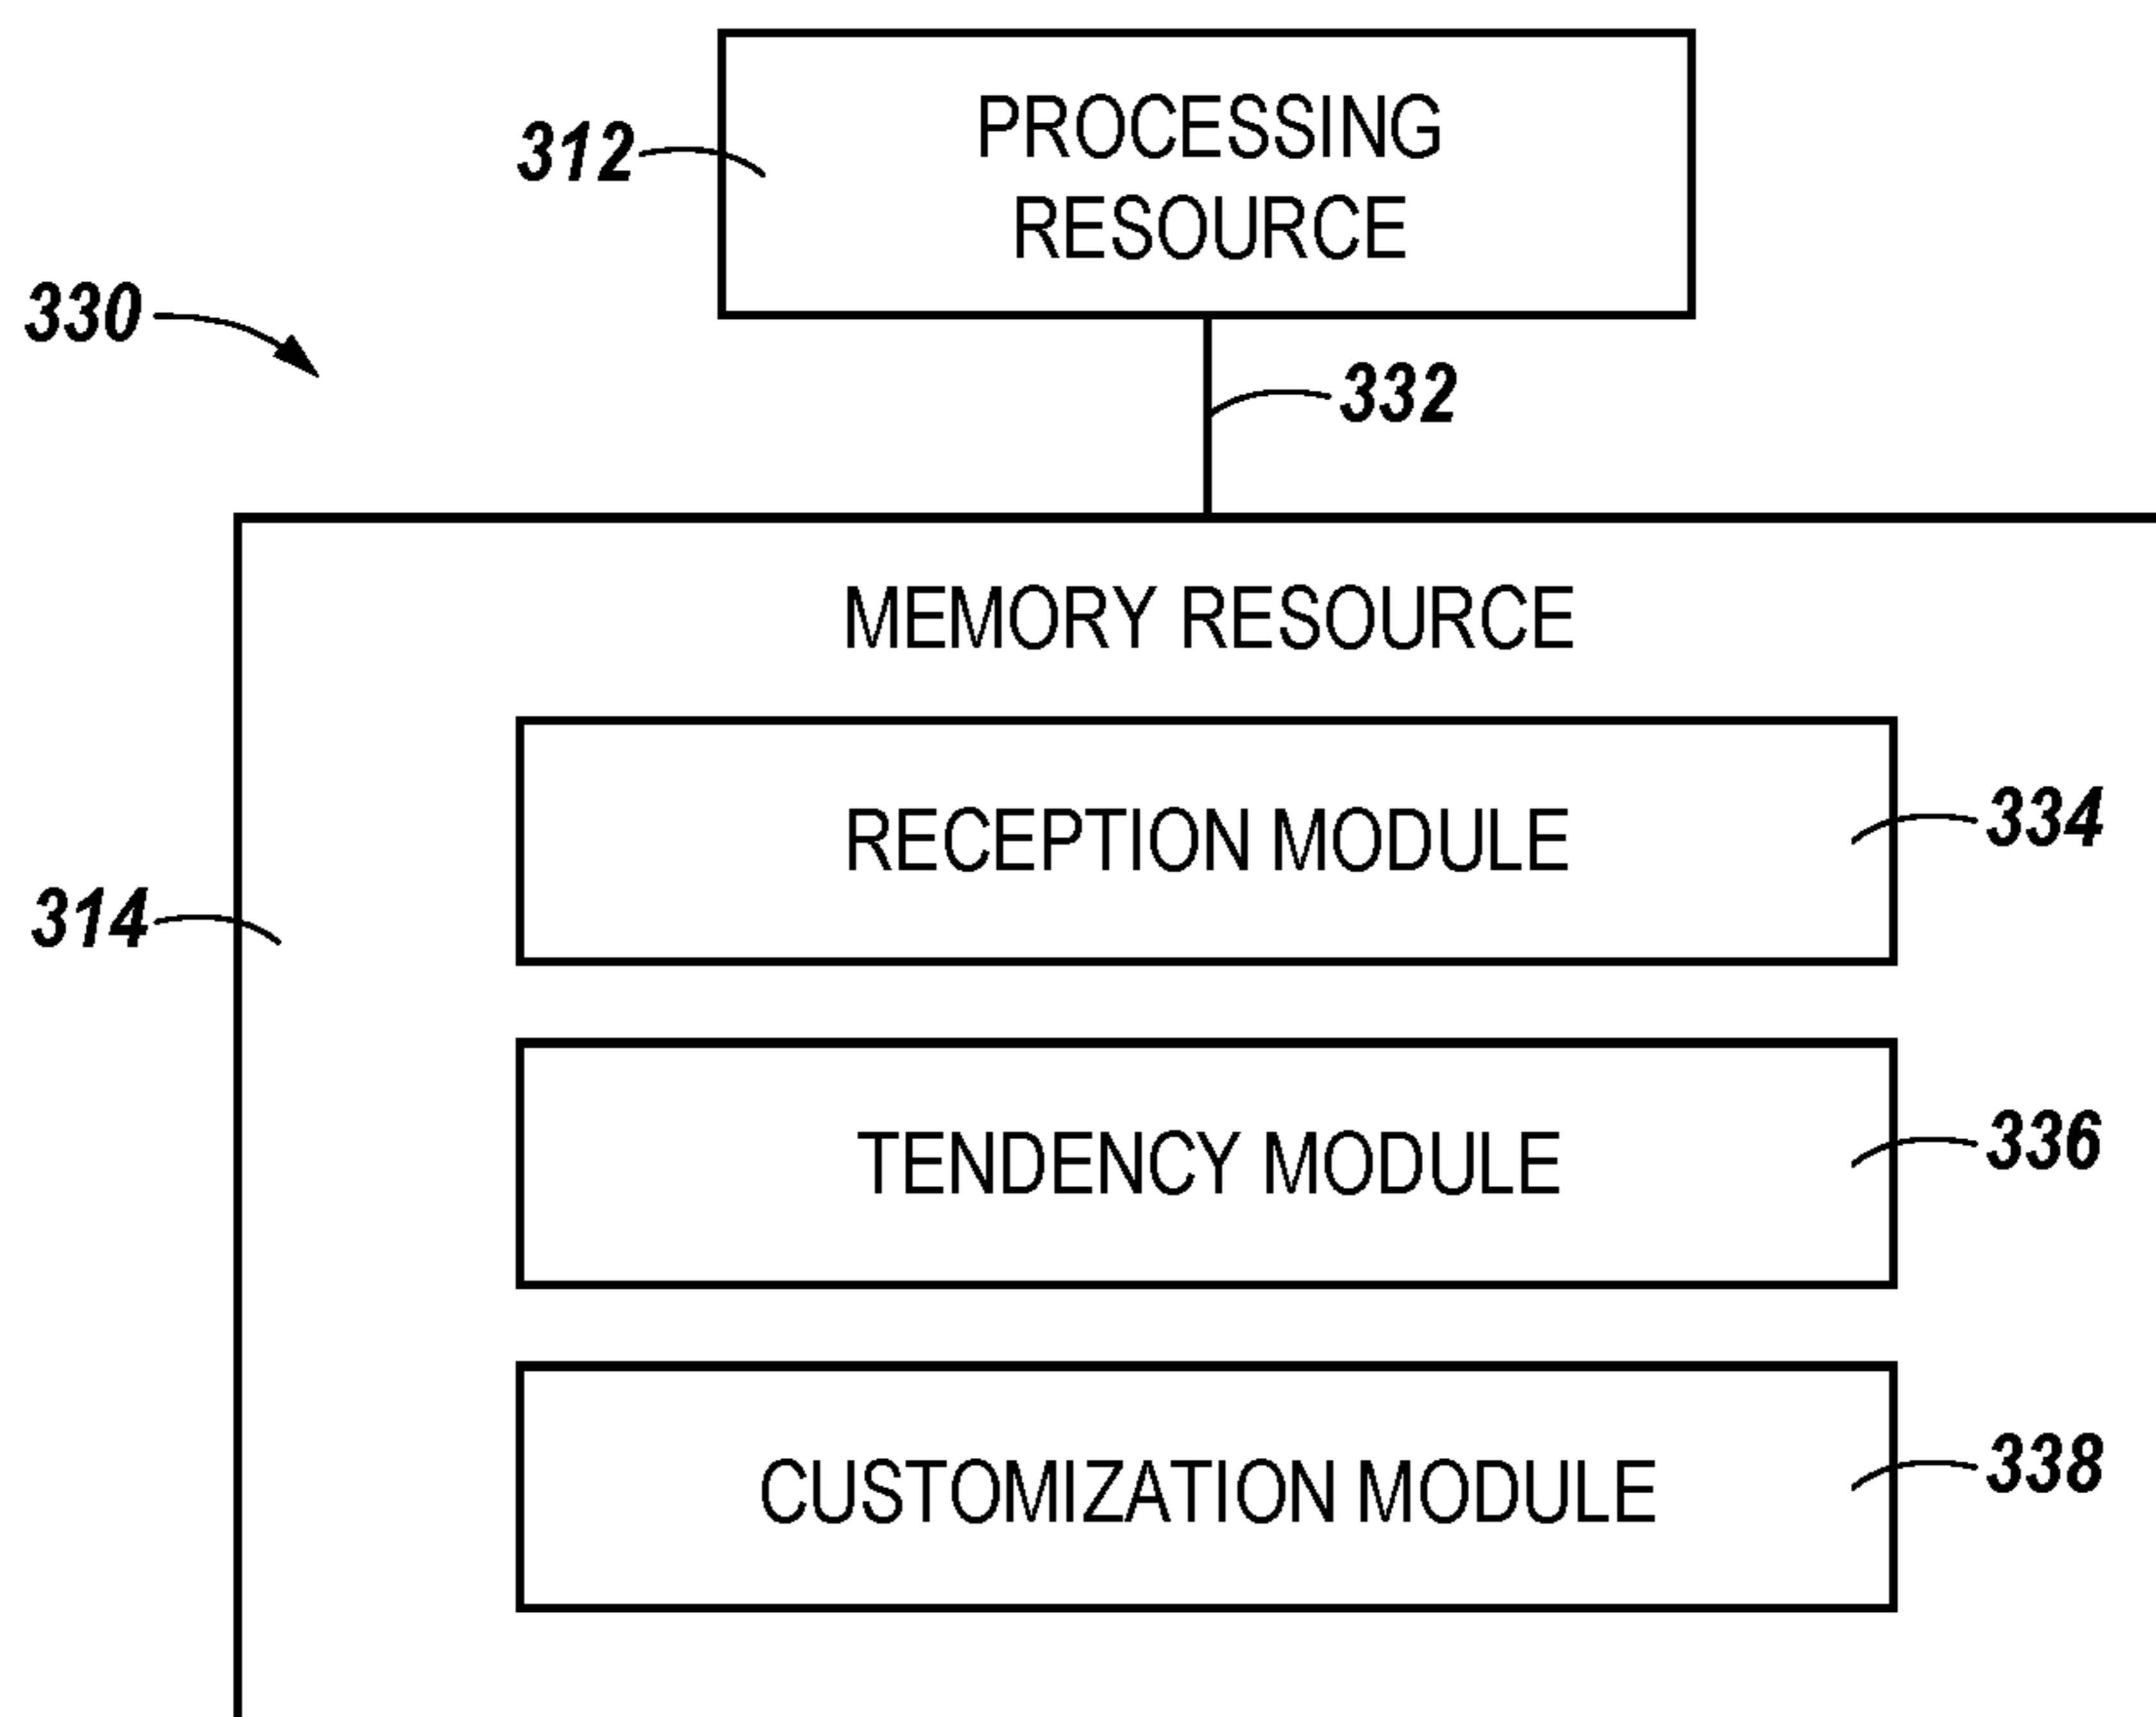 PROCESSING
RESOURCE
312
330
332
MEMORY RESOURCE
RECEPTION MODULE
334
314
TENDENCY MODULE
336
CUSTOMIZATION MODULE
338